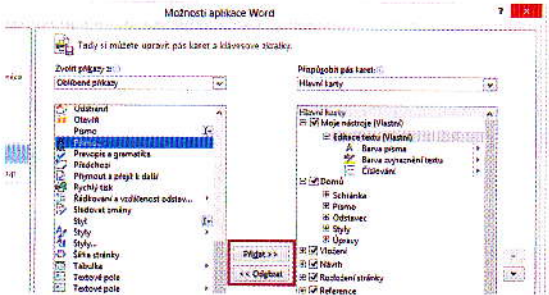 Možnosti aplikace Word
?
Tady si můžete upravit pás karet a klávesové zkratky.
Zvolit příkazy z:
Oblíbené příkazy
Přizpůsobit pás karet:
Hlavní karty
Odstranit
Otevřít
Písmo
Pravopis a gramatika
Předchozí
Přijmout a přejít k další
Rychlý tisk
Řádkování a vzdálenost odstav...
Sledovat změny
Styl
Styly
Styly...
Šířka stránky
Tabulka
Textové pole
Textové pole
Přidat >>
<< Odebrat
Hlavní karty
Moje nástroje (Vlastní)
Editace textu (Vlastní)
Barva písma
Barva zvýraznění textu
Číslování
Domů
Schránka
Písmo
Odstavec
Styly
Úpravy
Vložení
Návrh
Rozložení stránky
Reference